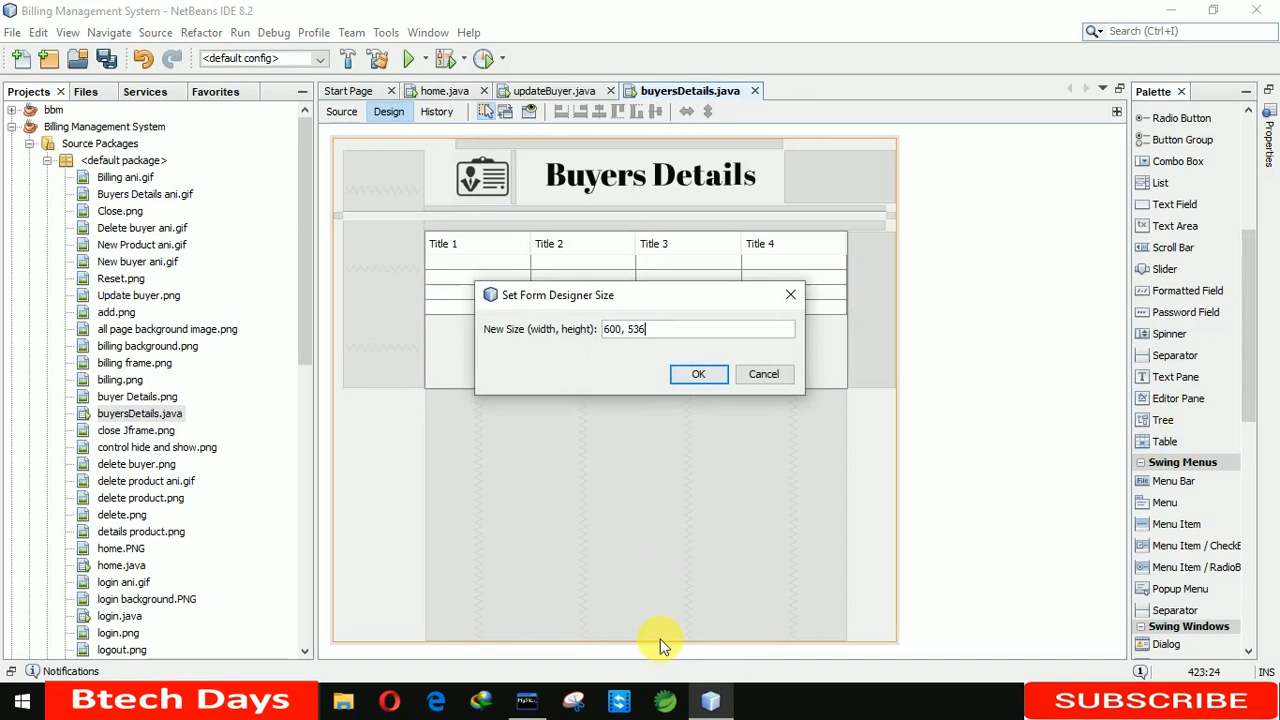 Billing Management System - NetBeans IDE 8.2
File Edit View Navigate Source Refactor Run Debug Profile Team Tools Window Help
Search (Ctrl+I)
<default config>
Projects Files Services Favorites
Start Page home.java updateBuyer.java buyersDetails.java
Palette
Source Design History
Properties
bbm
Billing Management System
Source Packages
<default package>
Billing ani.gif
Buyers Details ani.gif
Close.png
Delete buyer ani.gif
New Product ani.gif
New buyer ani.gif
Reset.png
Update buyer.png
add.png
all page background image.png
billing background.png
billing frame.png
billing.png
buyer Details.png
buyersDetails.java
close Jframe.png
control hide and show.png
delete buyer.png
delete product ani.gif
delete product.png
delete.png
details product.png
home.PNG
home.java
login ani.gif
login background.PNG
login.java
login.png
logout.png
Buyers Details
Title 1 Title 2 Title 3 Title 4
Set Form Designer Size
New Size (width, height): 600, 536
OK Cancel
Radio Button
Button Group
Combo Box
List
Text Field
Text Area
Scroll Bar
Slider
Formatted Field
Password Field
Spinner
Separator
Text Pane
Editor Pane
Tree
Table
Swing Menus
Menu Bar
Menu
Menu Item
Menu Item / CheckB
Menu Item / RadioB
Popup Menu
Separator
Swing Windows
Dialog
Notifications
1 423:24 INS
Btech Days
MySQL
SUBSCRIBE